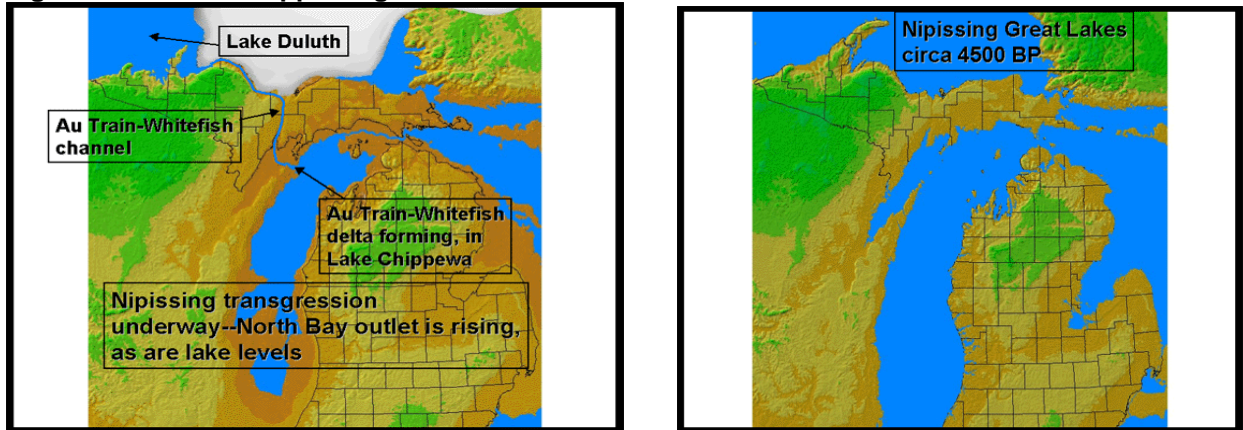 Lake Duluth
Au Train-Whitefish
channel
Au Train-Whitefish
delta forming, in
Lake Chippewa
Nipissing transgression
underway--North Bay outlet is rising,
as are lake levels
Nipissing Great Lakes
circa 4500 BP